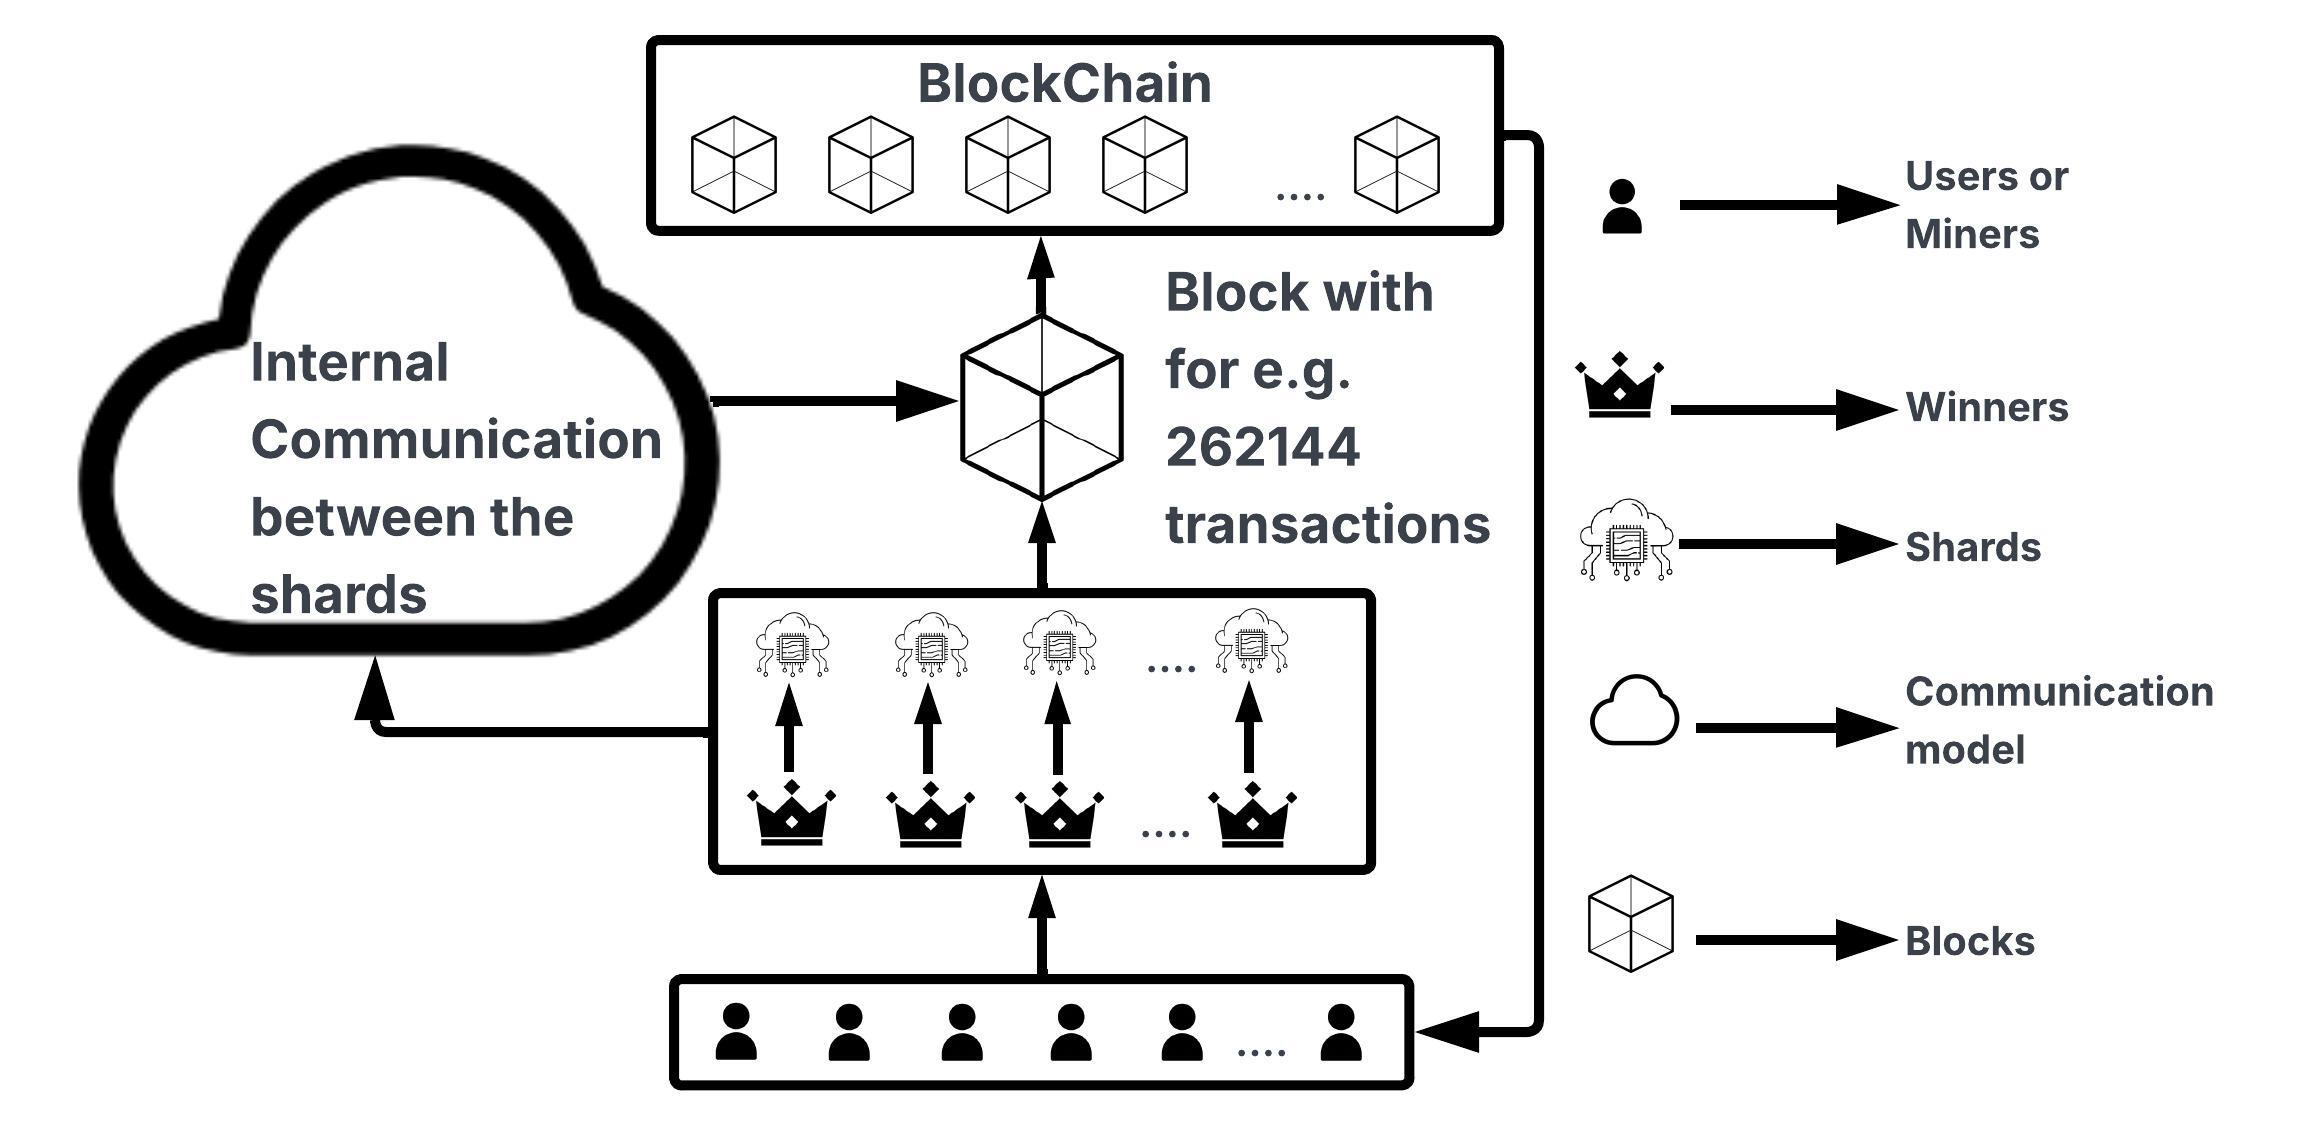 BlockChain
....
Internal
Communication
between the
shards
Block with
for e.g.
262144
transactions
....
....
....
Users or
Miners
Winners
Shards
Communication
model
Blocks